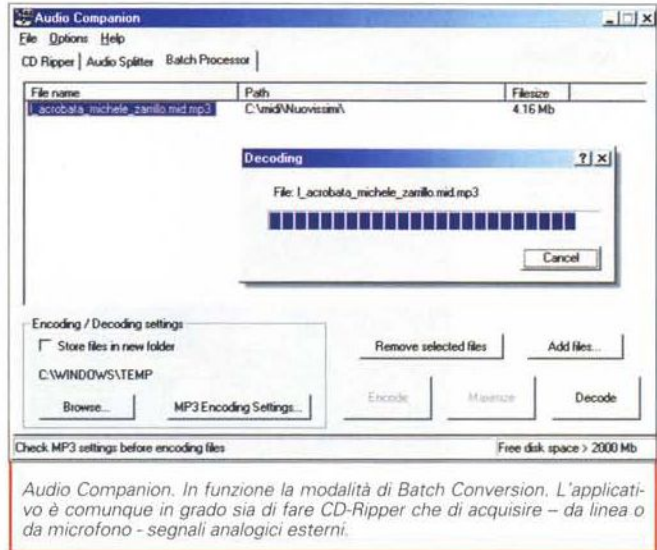 Audio Companion
File Options Help
CD Ripper Audio Splitter Batch Processor
File name Path Filesize
l_acrobata_michele_zarrillo.mid.mp3 C:\midi\Nuovissimi\ 4.16 Mb
Decoding
File: l_acrobata_michele_zarrillo.mid.mp3
Cancel
Encoding / Decoding settings
Store files in new folder
C:\WINDOWS\TEMP
Browse... MP3 Encoding Settings...
Remove selected files Add files...
Encode Maximize Decode
Check MP3 settings before encoding files Free disk space > 2000 Mb
Audio Companion. In funzione la modalità di Batch Conversion. L'applicati-
vo è comunque in grado sia di fare CD-Ripper che di acquisire – da linea o
da microfono - segnali analogici esterni.